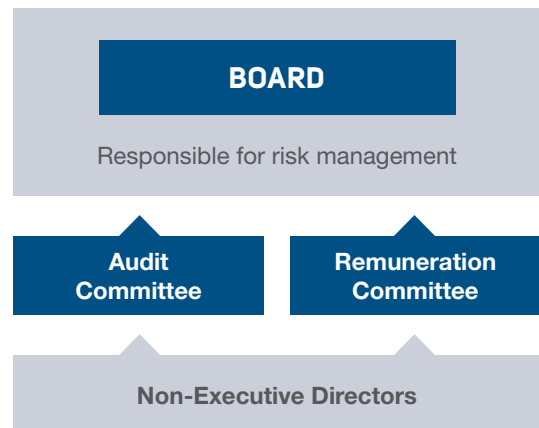 BOARD
Responsible for risk management
Audit
Committee
Remuneration
Committee
Non-Executive Directors